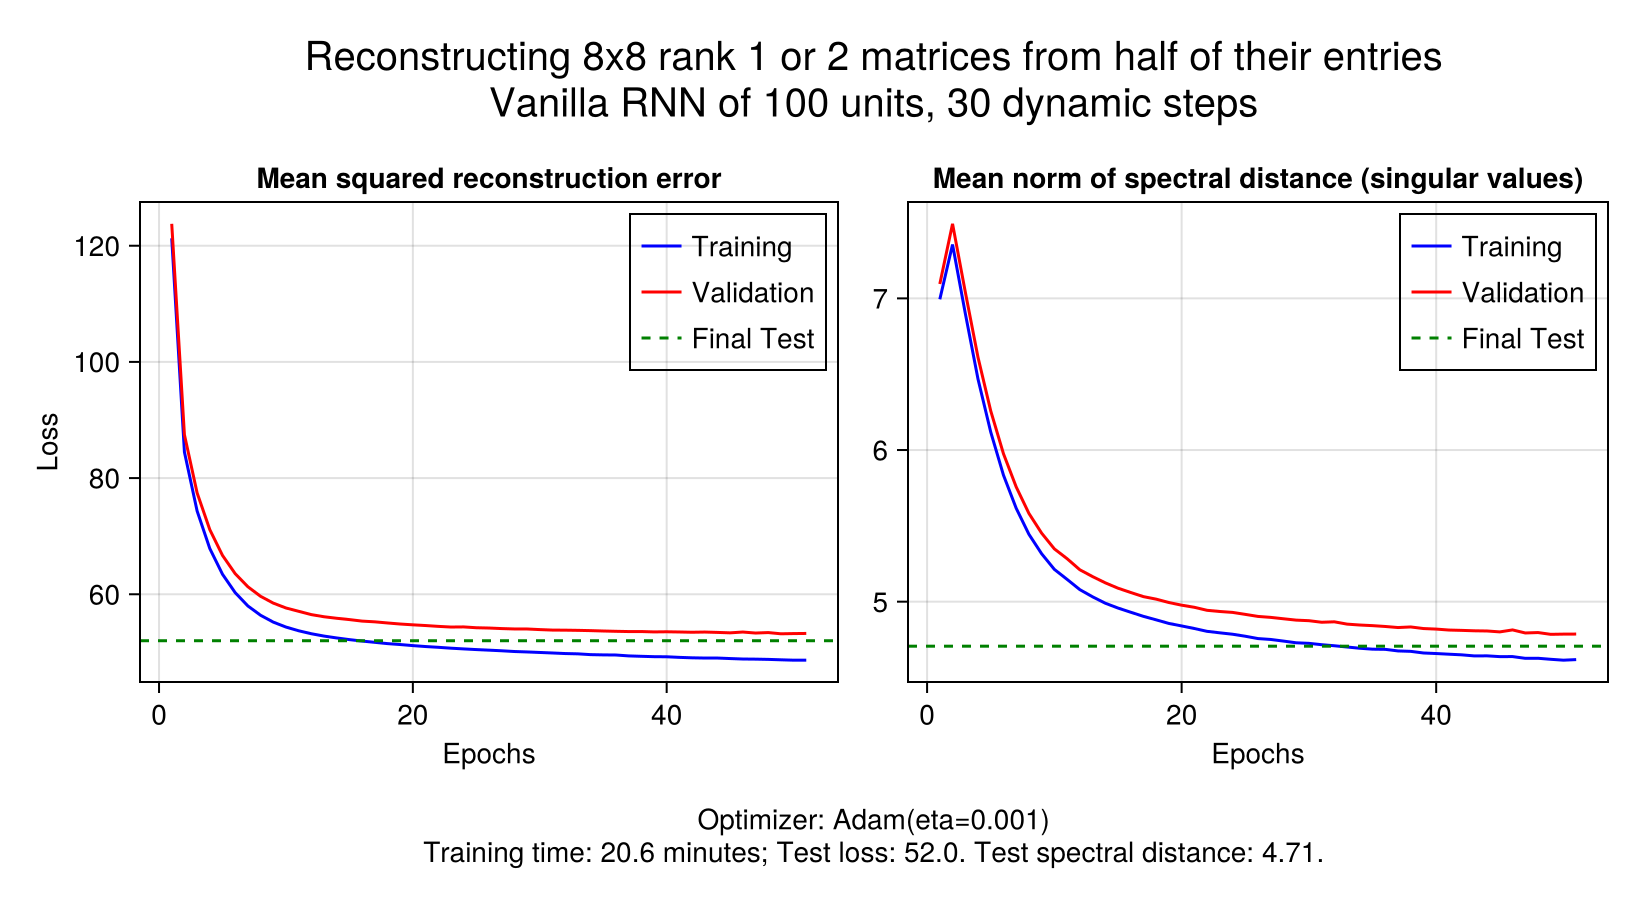 Reconstructing 8x8 rank 1 or 2 matrices from half of their entries
Vanilla RNN of 100 units, 30 dynamic steps
Mean squared reconstruction error
120
100
80
60
Loss
0
20
40
Epochs
Training
Validation
Final Test
Mean norm of spectral distance (singular values)
7
6
5
0
20
40
Epochs
Training
Validation
Final Test
Optimizer: Adam(eta=0.001)
Training time: 20.6 minutes; Test loss: 52.0. Test spectral distance: 4.71.